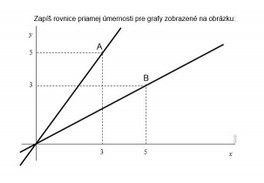 Zapíš rovnice priamej úmernosti pre grafy zobrazené na obrázku:
y
A
5
B
3
3 5 x